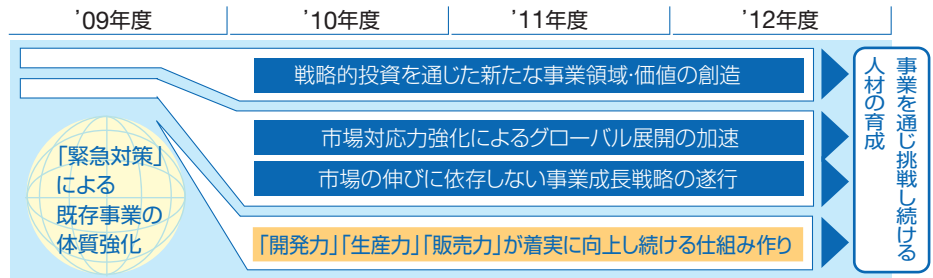 ’09年度
’10年度
’11年度
’12年度
戦略的投資を通じた新たな事業領域・価値の創造
市場対応力強化によるグローバル展開の加速
市場の伸びに依存しない事業成長戦略の遂行
「開発力」「生産力」「販売力」が着実に向上し続ける仕組み作り
「緊急対策」
による
既存事業の
体質強化
事業を通じ挑戦し続ける
人材の育成